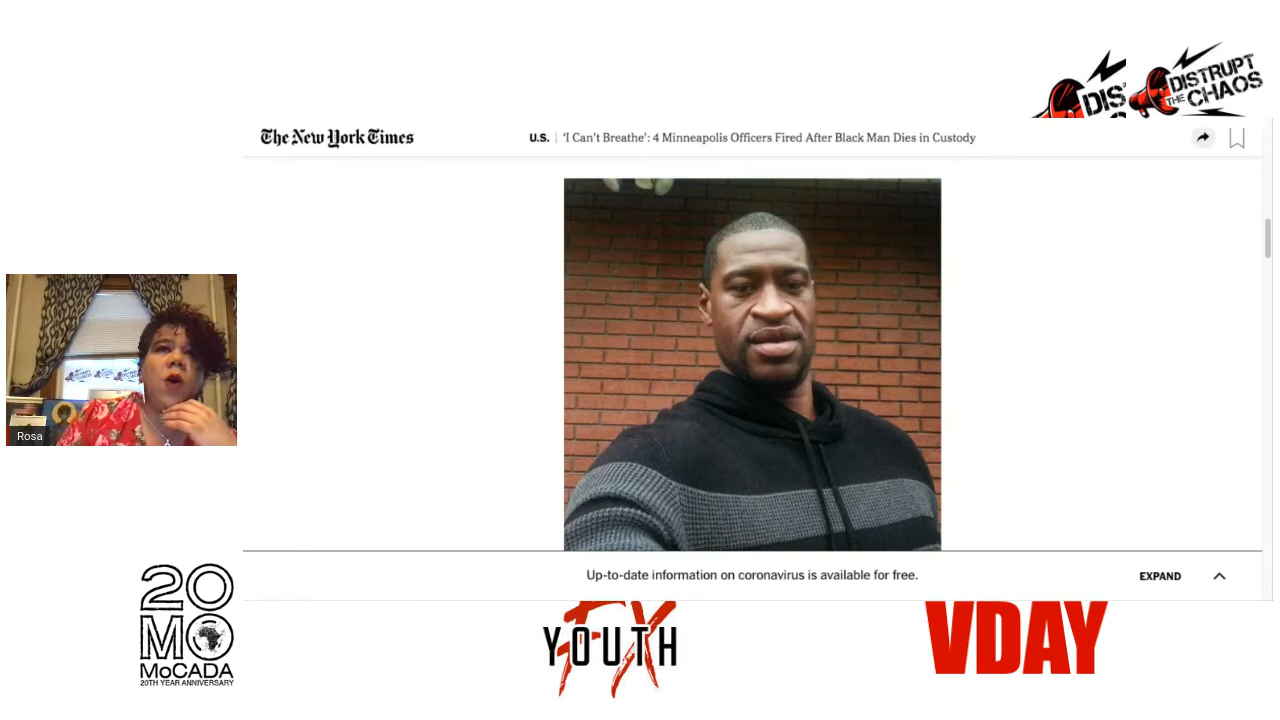 DISTRUPT
THE CHAOS
The New York Times
U.S. | 'I Can't Breathe': 4 Minneapolis Officers Fired After Black Man Dies in Custody
Rosa
Up-to-date information on coronavirus is available for free.
EXPAND
20
MO
MoCADA
20TH YEAR ANNIVERSARY
FX
YOUTH
VDAY